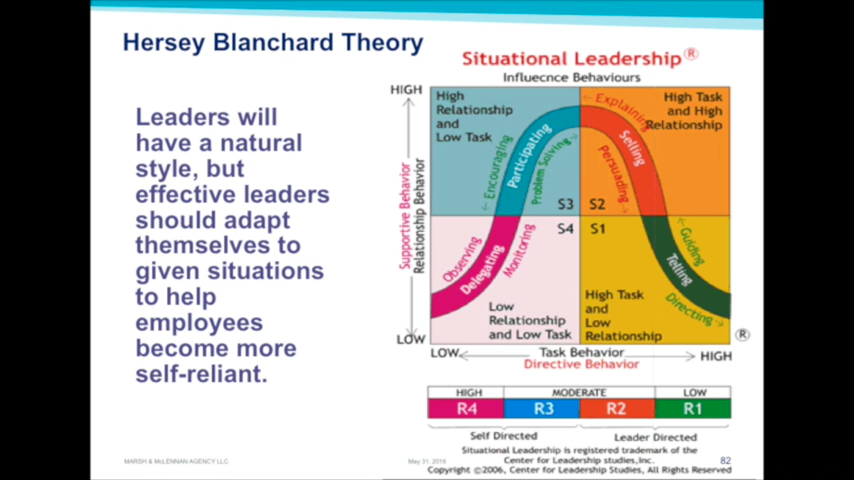 Hersey Blanchard Theory
Leaders will
have a natural
style, but
effective leaders
should adapt
themselves to
given situations
to help
employees
become more
self-reliant.
Situational Leadership®
Influecnce Behaviours
HIGH
Supportive Behavior
Relationship Behavior
LOW
High
Relationship
and
Low Task
Encouraging
Participating
Problem Solving
S3
Explaining
High Task
and High
Relationship
Selling
Persuading
S2
Observing
Delegating
Monitoring
S4
Low
Relationship
and Low Task
S1
Guiding
Telling
Directing
High Task
and
Low
Relationship
®
LOW
Task Behavior
HIGH
Directive Behavior
HIGH MODERATE LOW
R4 R3 R2 R1
Self Directed Leader Directed
Situational Leadership is registered trademark of the
Center for Leadership studies,Inc.
Copyright ©2006, Center for Leadership Studies, All Rights Reserved
MARSH & McLENNAN AGENCY LLC
May 31, 2016
82